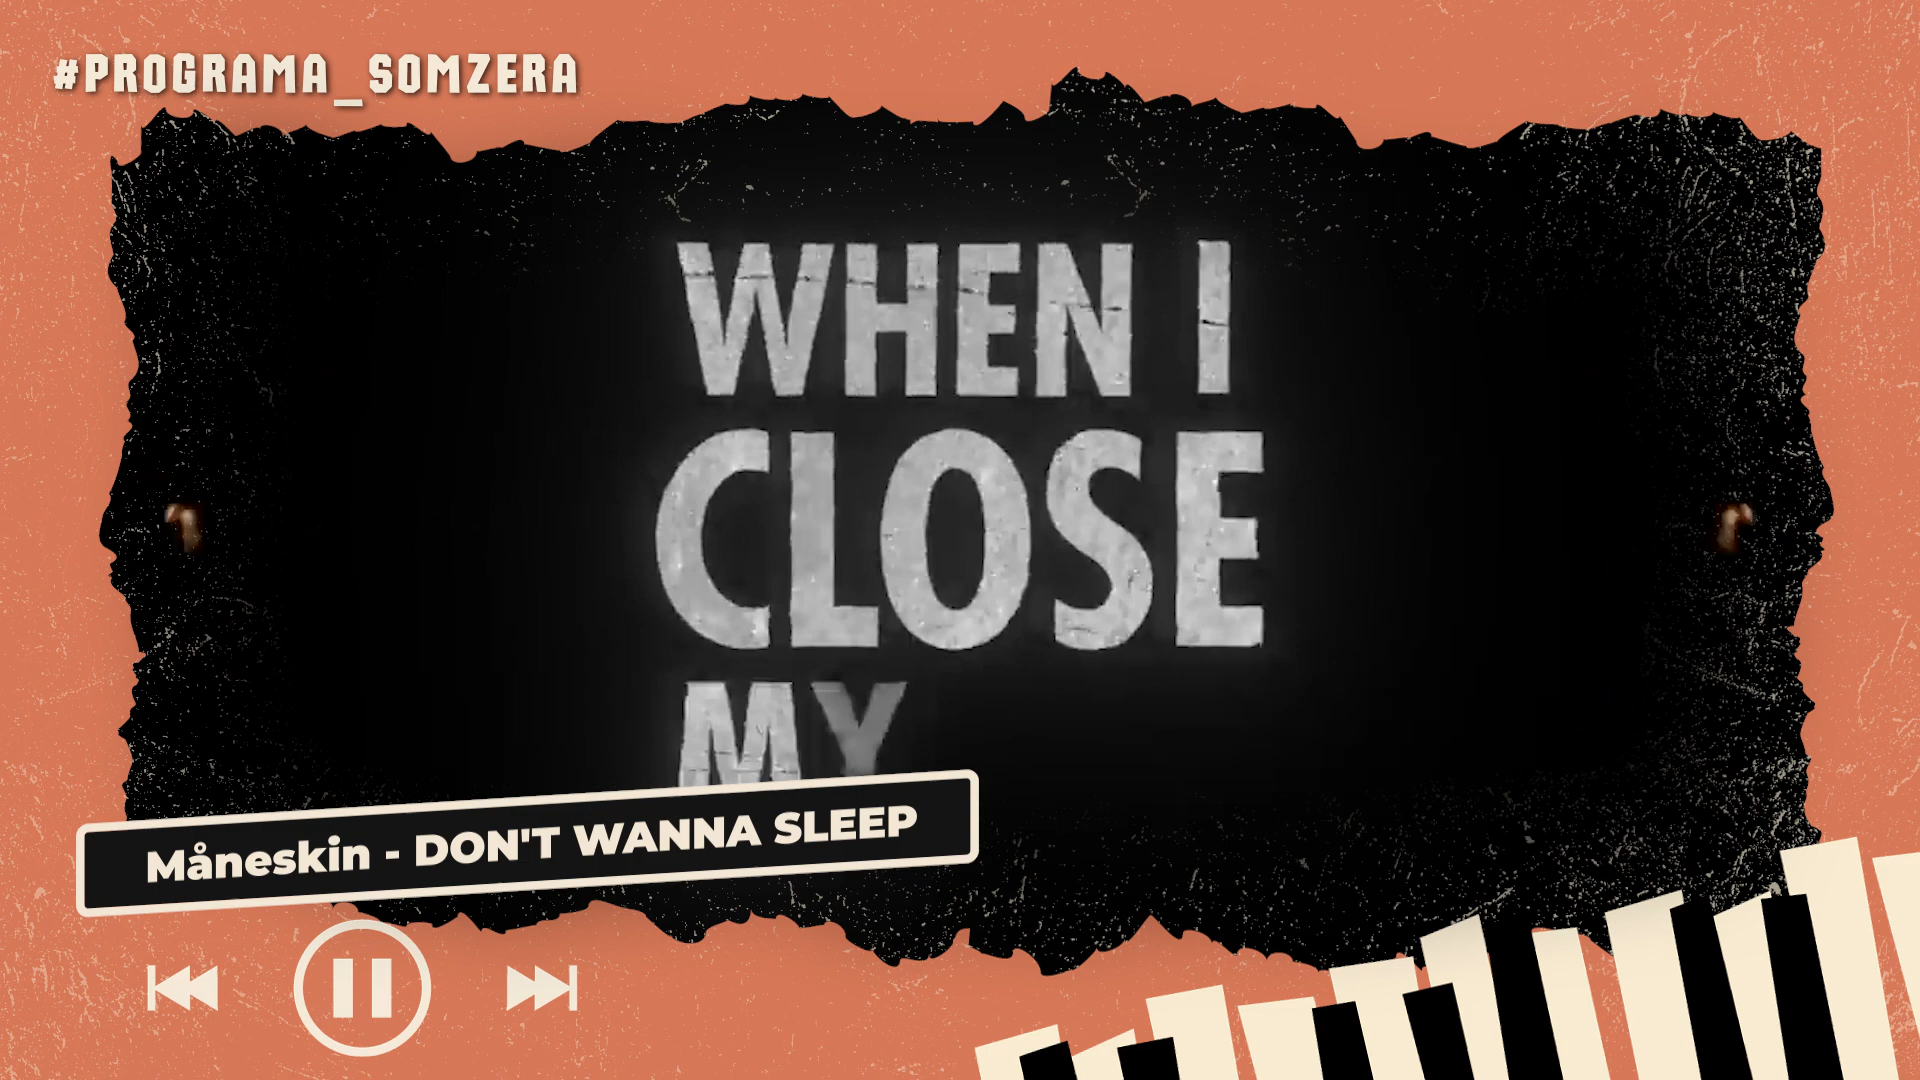 #PROGRAMA_SOMZERA
WHEN I
CLOSE
MY
Måneskin - DON'T WANNA SLEEP